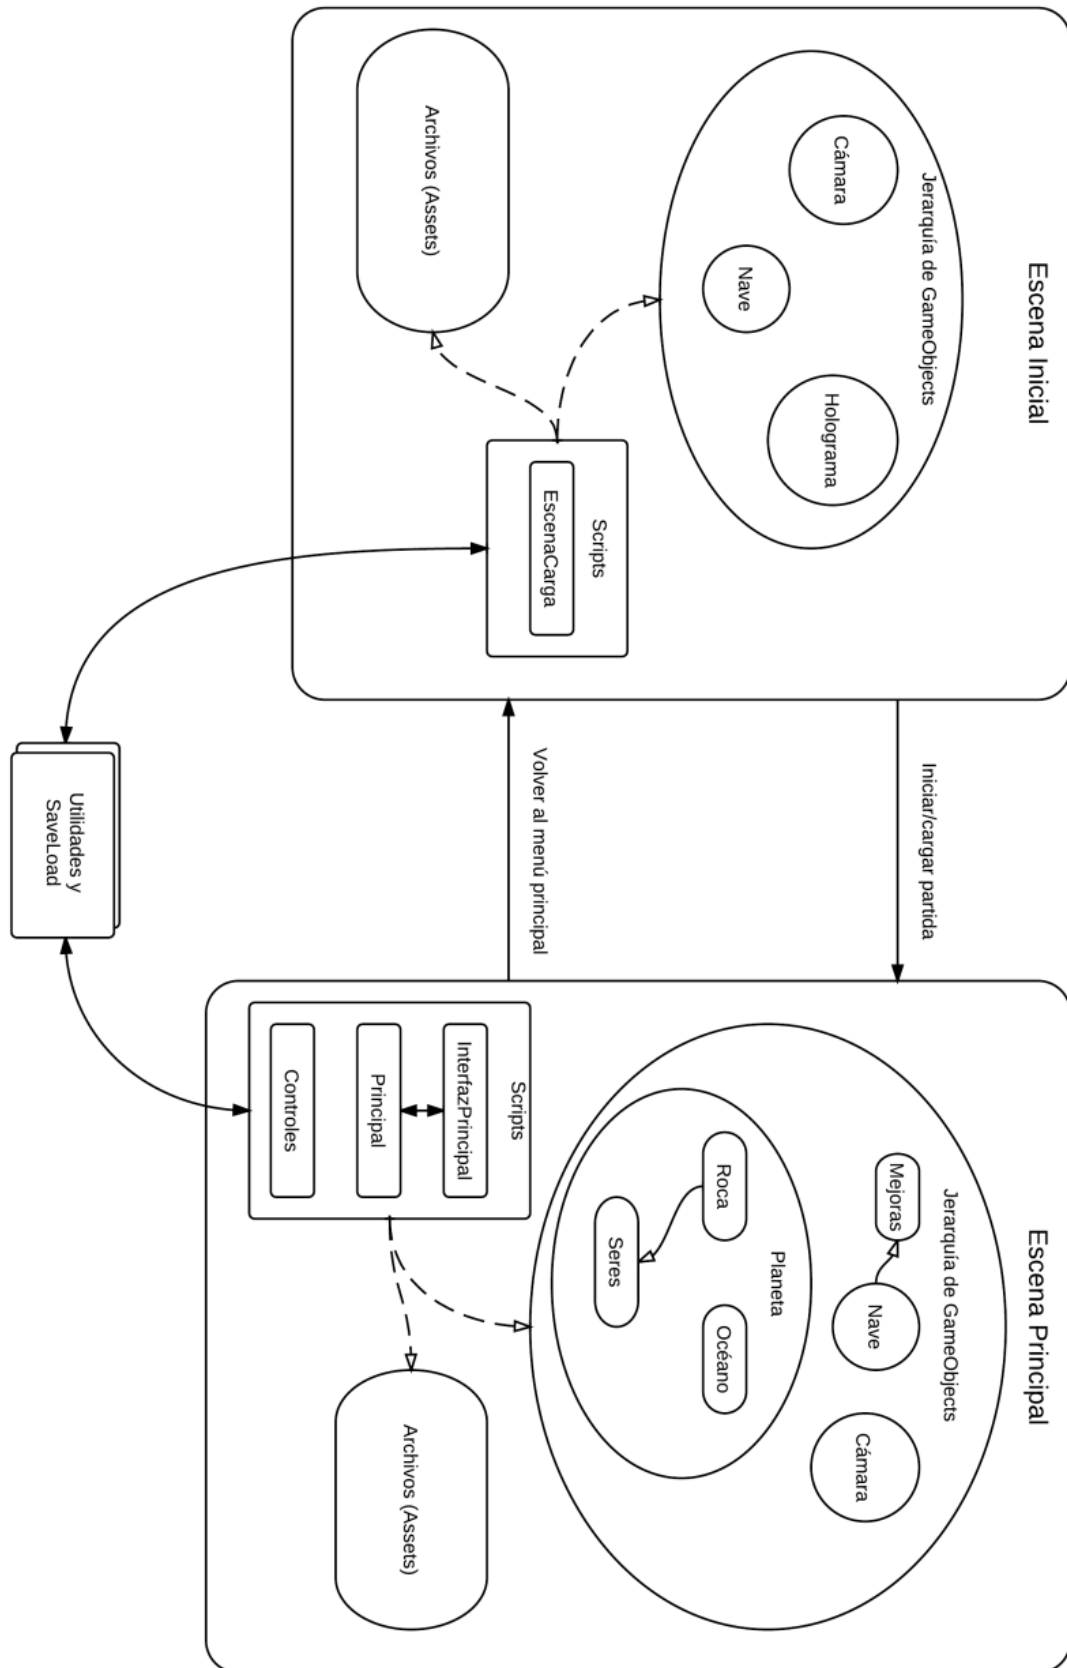 Escena Inicial
Jerarquía de GameObjects
Cámara
Nave
Holograma
Archivos (Assets)
Scripts
EscenaCarga
Iniciar/cargar partida
Volver al menú principal
Utilidades y
SaveLoad
Escena Principal
Jerarquía de GameObjects
Mejoras
Nave
Cámara
Planeta
Roca
Océano
Seres
Scripts
InterfazPrincipal
Principal
Controles
Archivos (Assets)